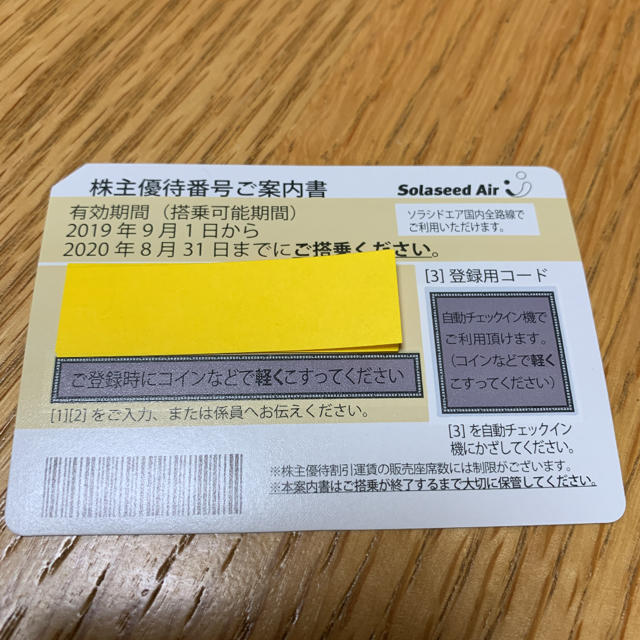 株主優待番号ご案内書
Solaseed Air
有効期間（搭乗可能期間）
2019 年 9 月 1 日から
2020 年 8 月 31 日までにご搭乗ください。
ソラシドエア国内全路線で
ご利用いただけます。
ご登録時にコインなどで軽くこすってください
[1][2] をご入力、または係員へお伝えください。
[3] 登録用コード
自動チェックイン機で
ご利用頂けます。
（コインなどで軽く
こすってください）
[3] を自動チェックイン
機にかざしてください。
※株主優待割引運賃の販売座席数には制限がございます。
※本案内書はご搭乗が終了するまで大切に保管してください。